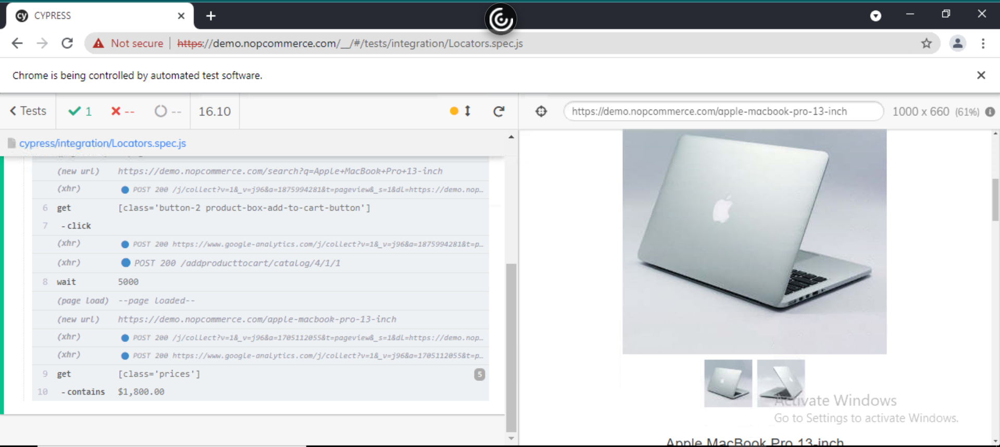 cy CYPRESS
Not secure https://demo.nopcommerce.com/__/#/tests/integration/Locators.spec.js
Chrome is being controlled by automated test software.
Tests 1 -- -- 16.10
https://demo.nopcommerce.com/apple-macbook-pro-13-inch 1000 x 660 (61%)
cypress/integration/Locators.spec.js
(new url) https://demo.nopcommerce.com/search?q=Apple+MacBook+Pro+13-inch
(xhr) POST 200 /j/collect?v=1&_v=j96&a=1875994281&t=pageview&_s=1&dl=https://demo.nop…
6 get [class='button-2 product-box-add-to-cart-button']
7 -click
(xhr) POST 200 https://www.google-analytics.com/j/collect?v=1&_v=j96&a=1875994281&t=p…
(xhr) POST 200 /addproducttocart/catalog/4/1/1
8 wait 5000
(page load) --page loaded--
(new url) https://demo.nopcommerce.com/apple-macbook-pro-13-inch
(xhr) POST 200 /j/collect?v=1&_v=j96&a=1705112055&t=pageview&_s=1&dl=https://demo.nop…
(xhr) POST 200 https://www.google-analytics.com/j/collect?v=1&_v=j96&a=1705112055&t=p…
9 get [class='prices'] 5
10 -contains $1,800.00
Activate Windows
Go to Settings to activate Windows.
Apple MacBook Pro 13-inch